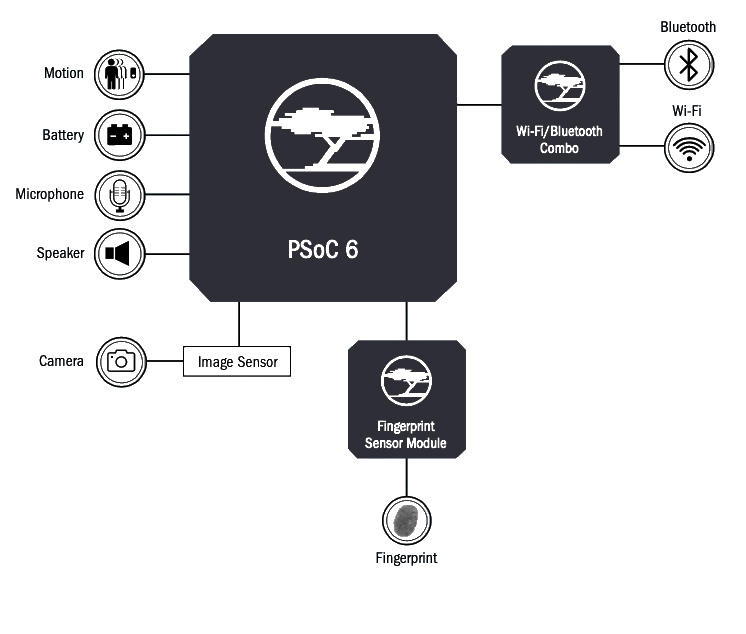 Bluetooth
Motion
Wi-Fi/Bluetooth
Combo
Wi-Fi
Battery
Microphone
Speaker
PSoC 6
Camera
Image Sensor
Fingerprint
Sensor Module
Fingerprint